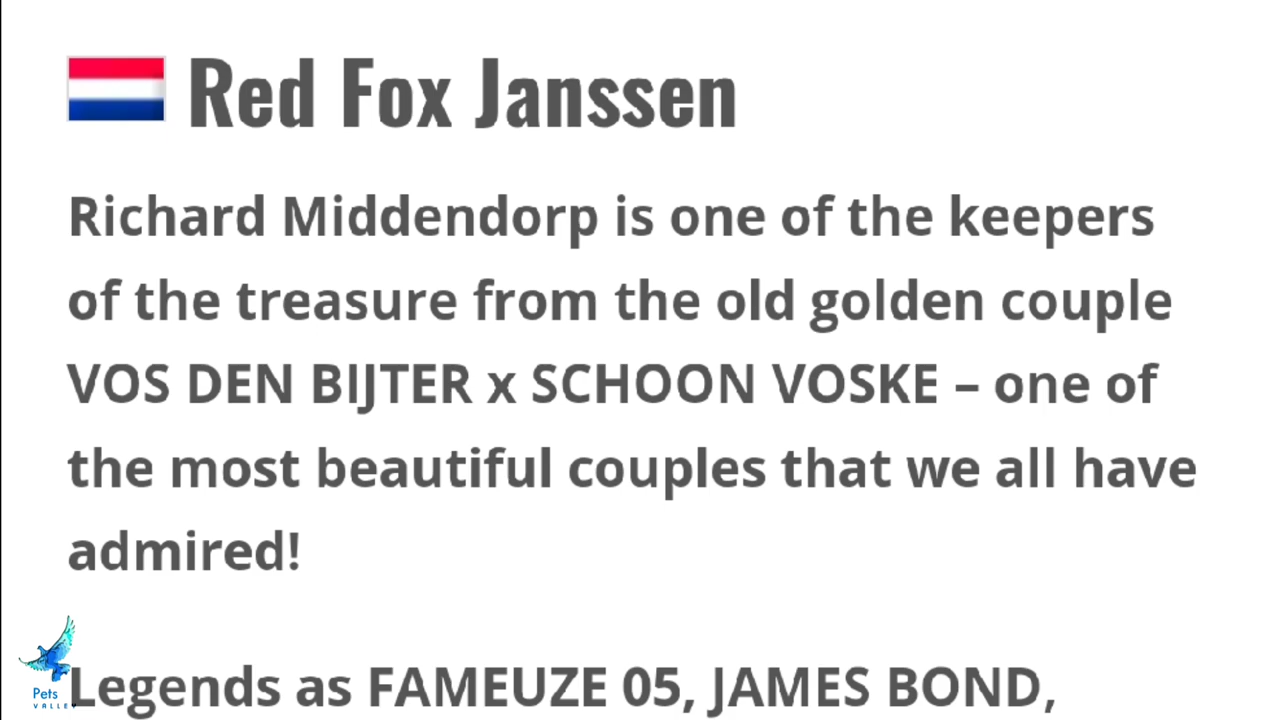 Red Fox Janssen
Richard Middendorp is one of the keepers
of the treasure from the old golden couple
VOS DEN BIJTER x SCHOON VOSKE – one of
the most beautiful couples that we all have
admired!
Legends as FAMEUZE 05, JAMES BOND,
Pets
VALLEY